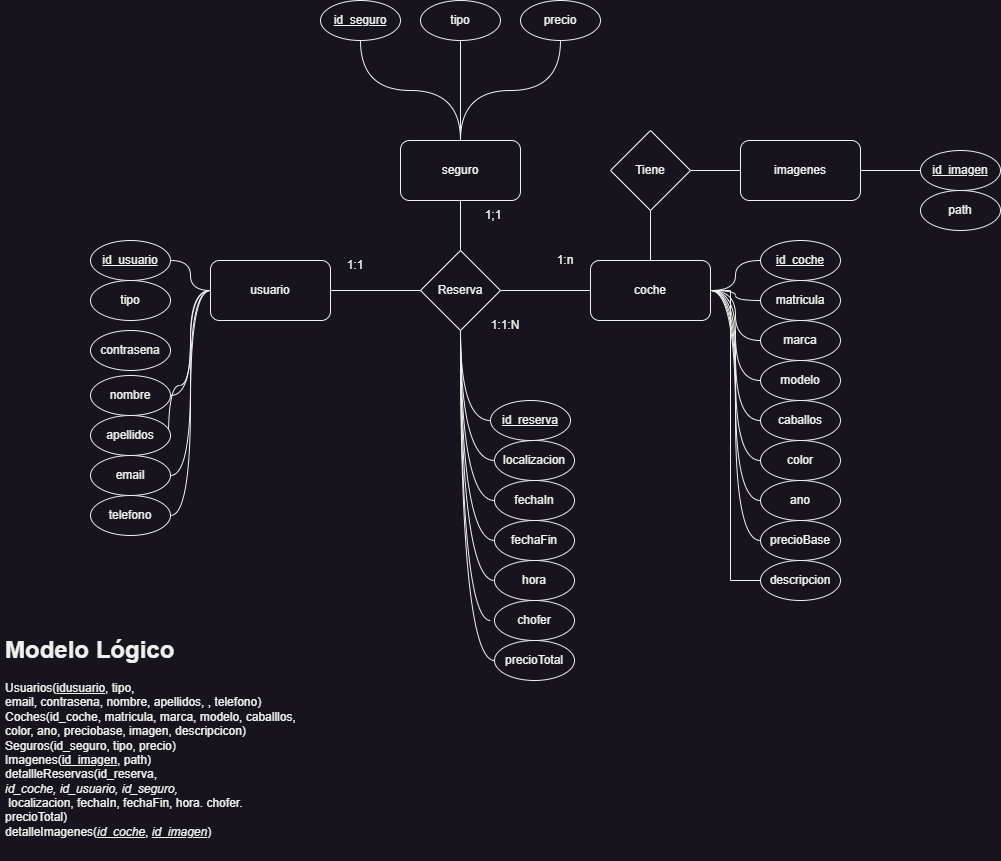 id_seguro
tipo
precio
seguro
Tiene
imagenes
id_imagen
path
1;1
id_usuario
tipo
contrasena
nombre
apellidos
email
telefono
usuario
1:1
Reserva
1:n
coche
1:1:N
id_coche
matricula
marca
modelo
caballos
color
ano
precioBase
descripcion
id_reserva
localizacion
fechaIn
fechaFin
hora
chofer
precioTotal
Modelo Lógico
Usuarios(idusuario, tipo,
email, contrasena, nombre, apellidos, , telefono)
Coches(id_coche, matricula, marca, modelo, caballlos,
color, ano, preciobase, imagen, descripcicon)
Seguros(id_seguro, tipo, precio)
Imagenes(id_imagen, path)
detallleReservas(id_reserva,
id_coche, id_usuario, id_seguro,
localizacion, fechaIn, fechaFin, hora. chofer.
precioTotal)
detalleImagenes(id_coche, id_imagen)